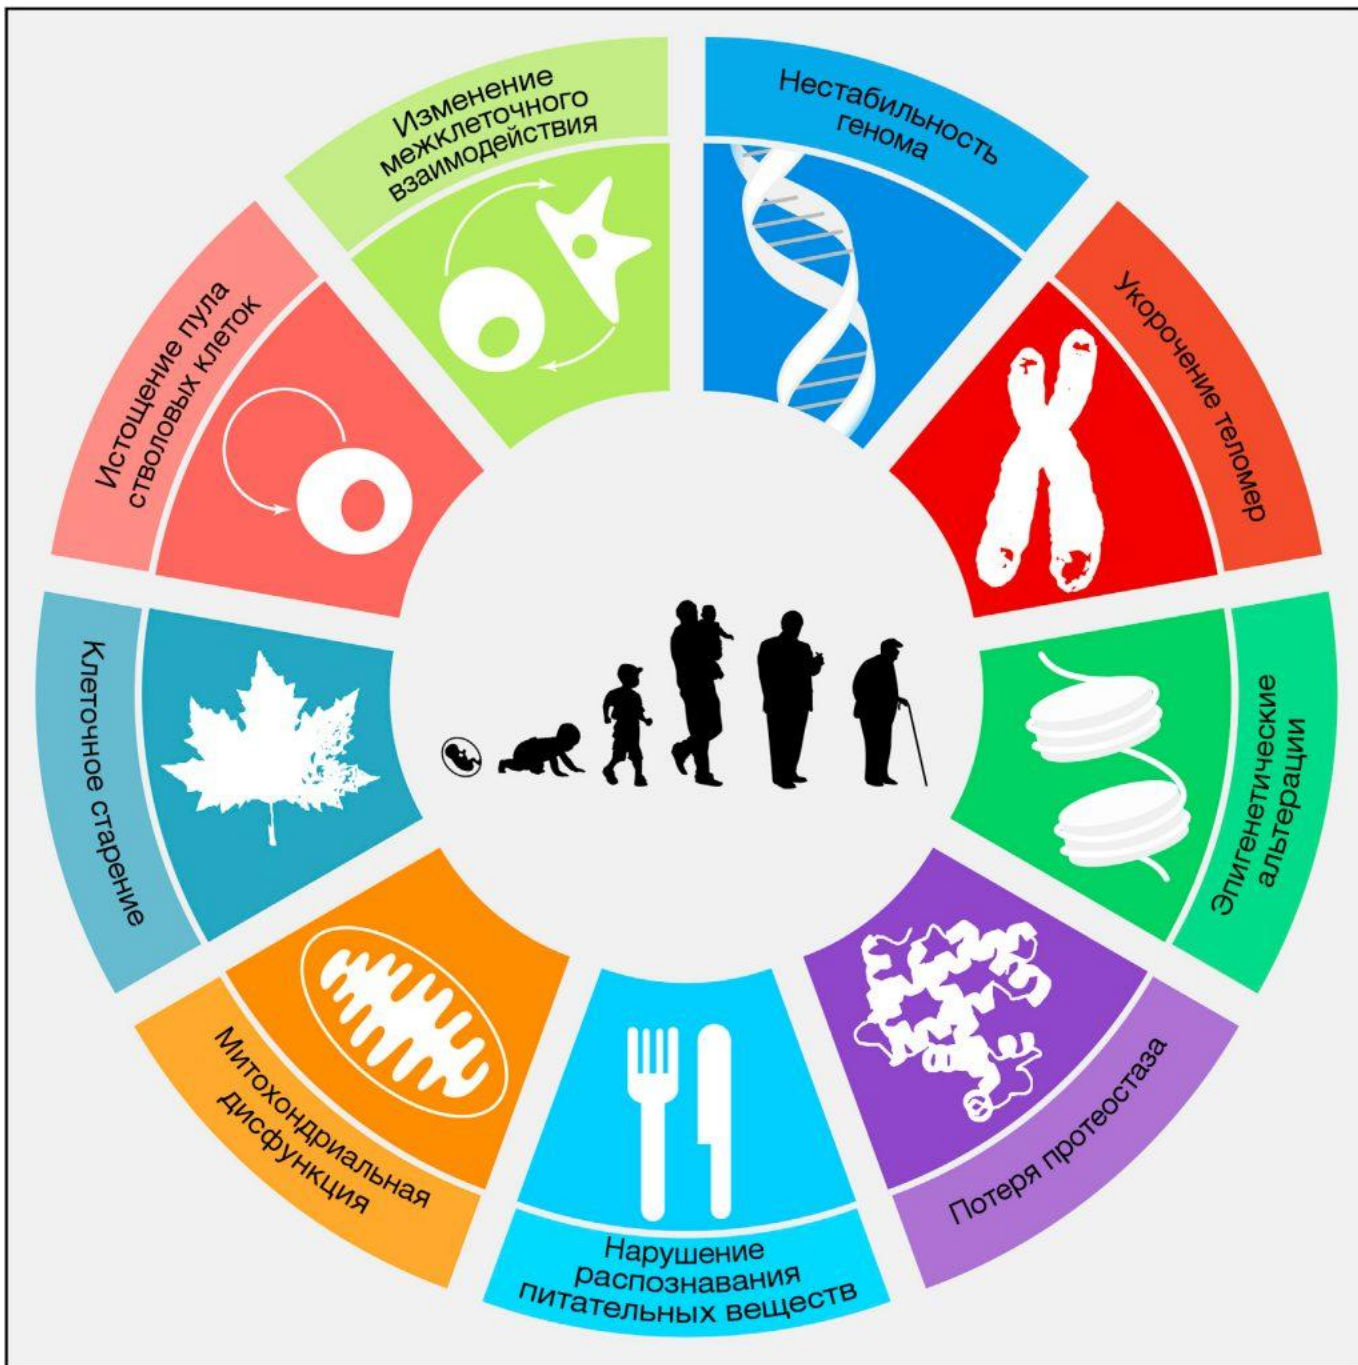 Изменение
межклеточного
взаимодействия
Нестабильность
генома
Укорочение теломер
Эпигенетические
альтерации
Потеря протеостаза
Нарушение
распознавания
питательных веществ
Митохондриальная
дисфункция
Клеточное старение
Истощение пула
стволовых клеток